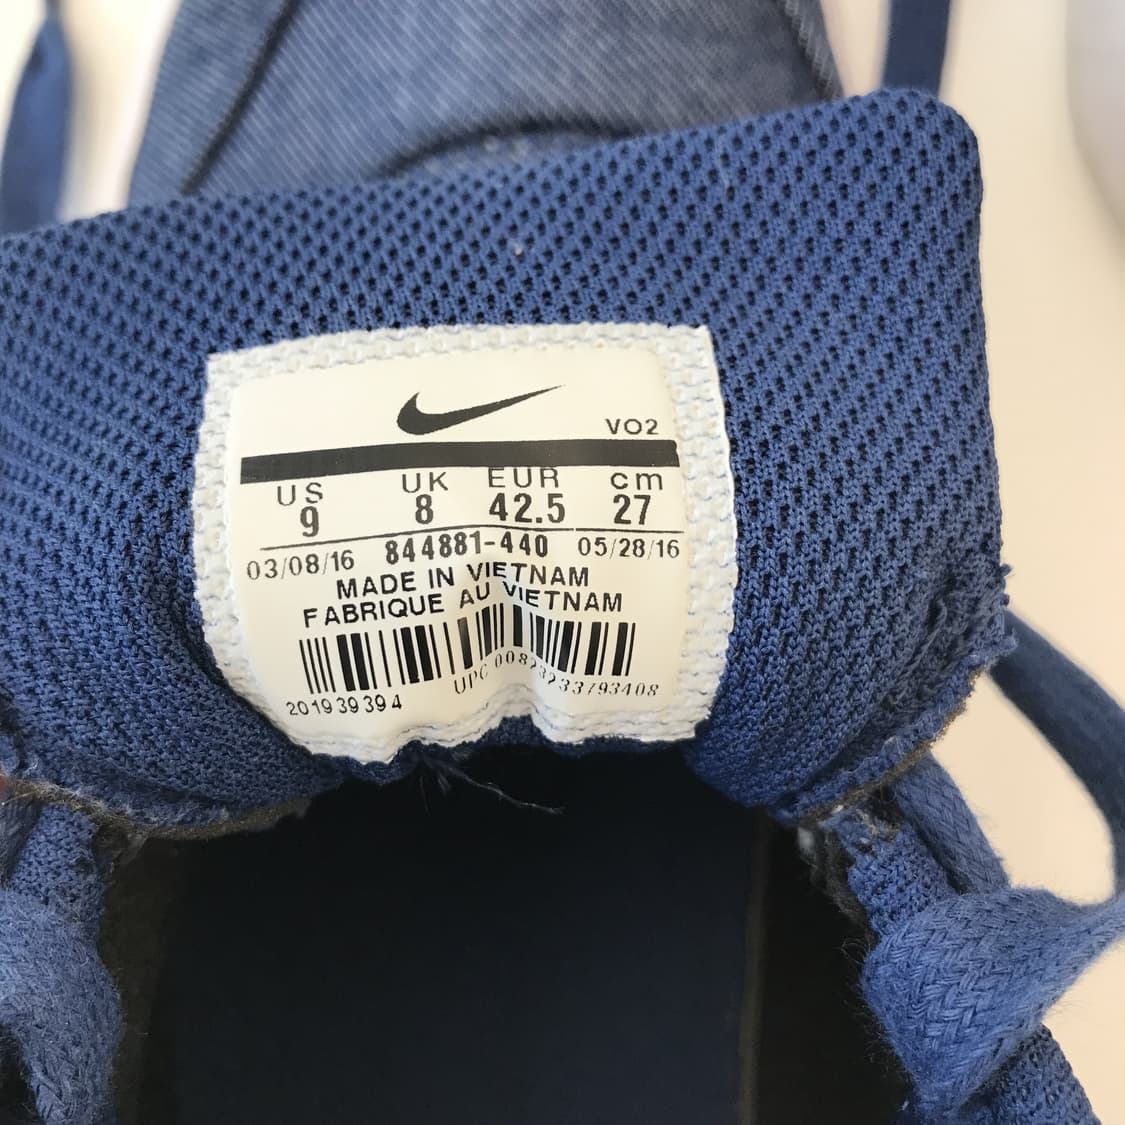 VO2
US UK EUR cm
9 8 42.5 27
03/08/16 844881-440 05/28/16
MADE IN VIETNAM
FABRIQUE AU VIETNAM
UPC
2019 39 39 4